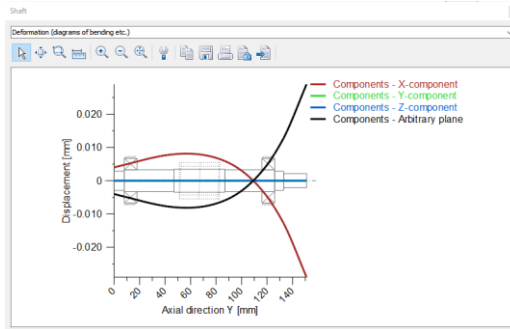 Shaft
Deformation (diagrams of bending etc.)
Components - X-component
Components - Y-component
Components - Z-component
Components - Arbitrary plane
0.020
0.010
0
-0.010
-0.020
Displacement [mm]
0 20 40 60 80 100 120 140
Axial direction Y [mm]